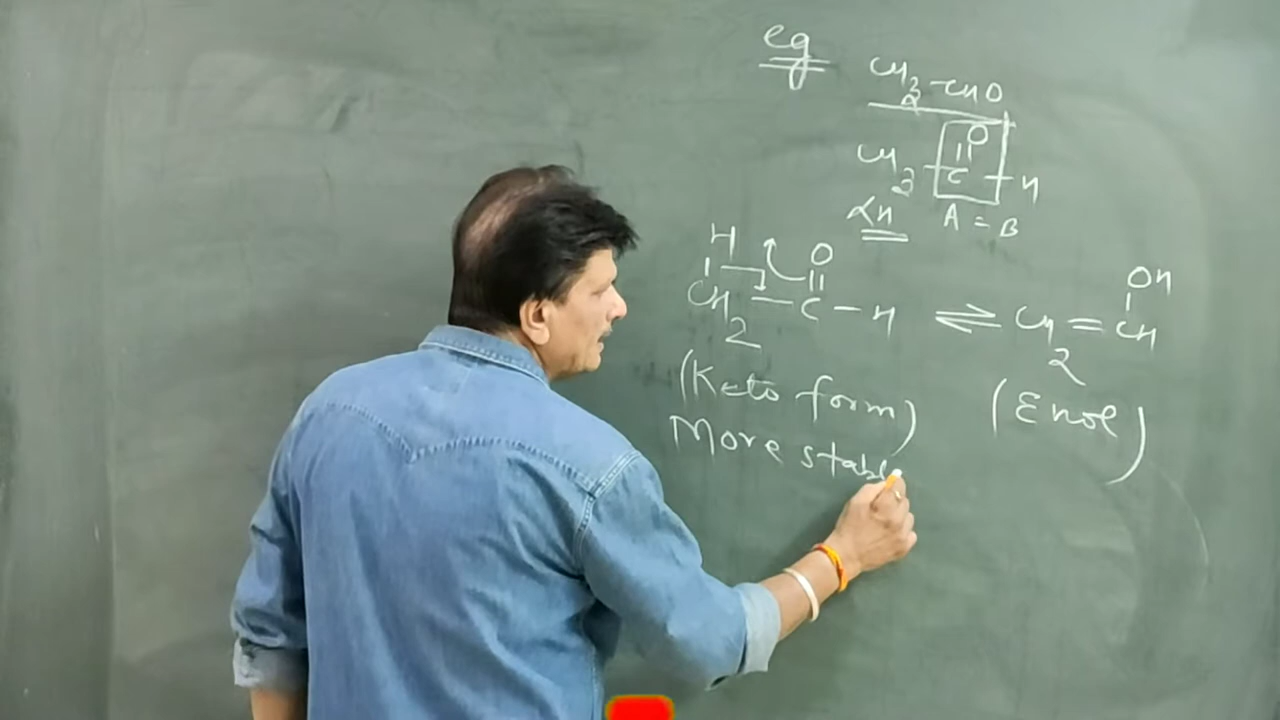 eg
CH3-CHO
α
O
||
CH3-C-H
αH A=B
H O OH
| || |
CH2-C-H ⇌ CH2=CH
(Keto form) (Enol)
More stable